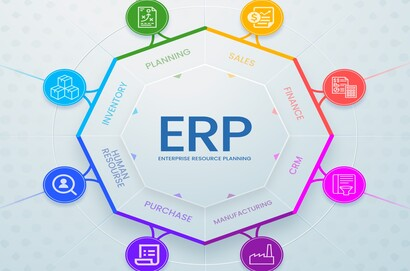 PLANNING
SALES
INVENTORY
FINANCE
ERP
ENTERPRISE RESOURCE PLANNING
HUMAN
RESOURSE
CRM
PURCHASE
MANUFACTURING